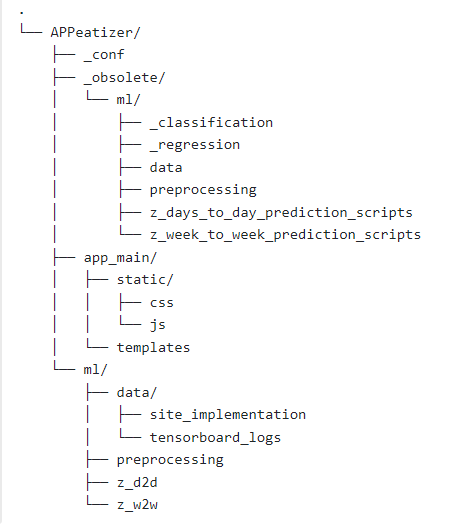 .
└── APPeatizer/
    ├── _conf
    ├── _obsolete/
    │   └── ml/
    │       ├── _classification
    │       ├── _regression
    │       ├── data
    │       ├── preprocessing
    │       ├── z_days_to_day_prediction_scripts
    │       └── z_week_to_week_prediction_scripts
    ├── app_main/
    │   ├── static/
    │   │   ├── css
    │   │   └── js
    │   └── templates
    └── ml/
        ├── data/
        │   ├── site_implementation
        │   └── tensorboard_logs
        ├── preprocessing
        ├── z_d2d
        └── z_w2w